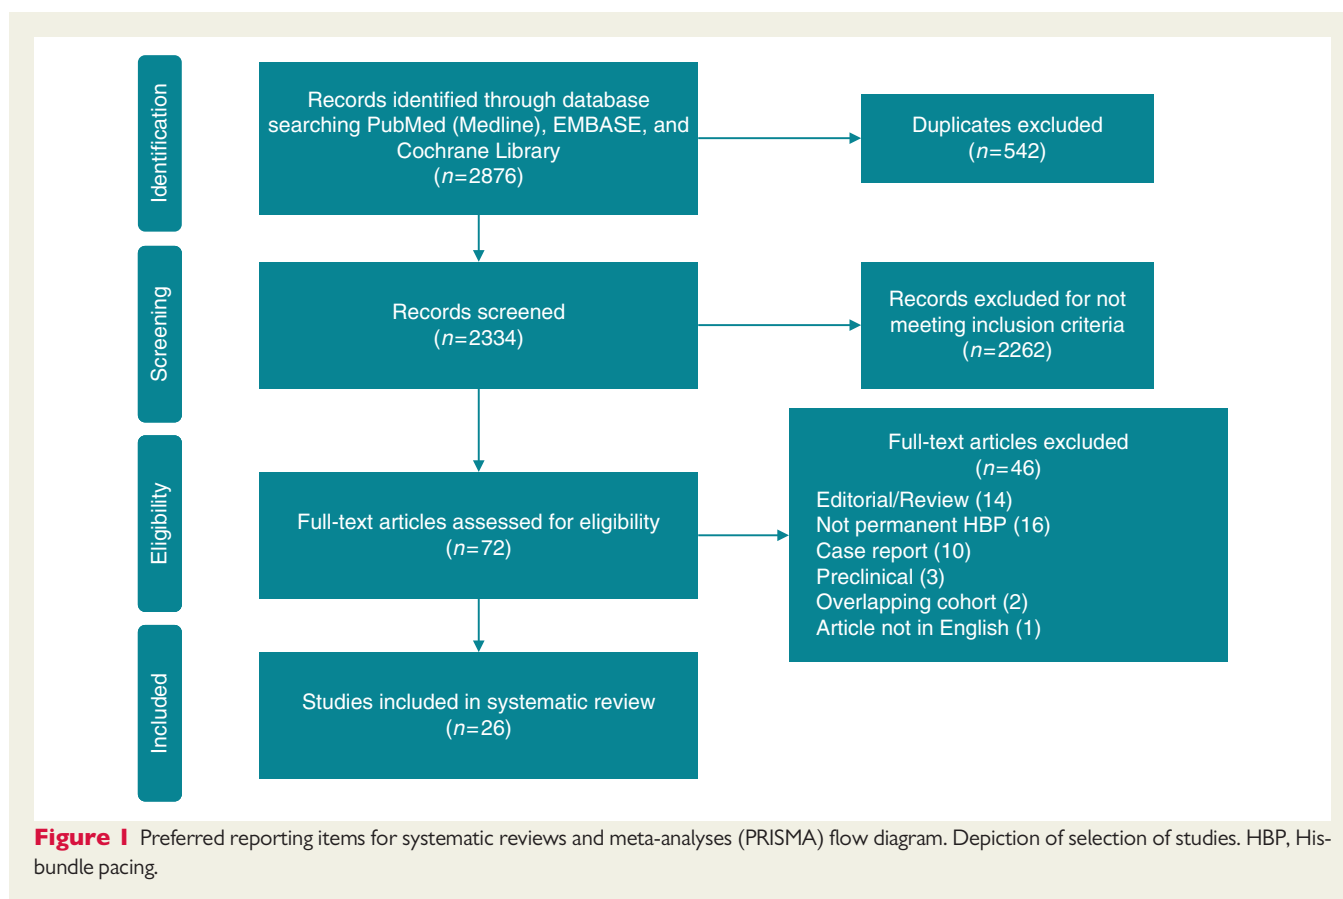 Identification
Records identified through database
searching PubMed (Medline), EMBASE, and
Cochrane Library
(n=2876)
Duplicates excluded
(n=542)
Screening
Records screened
(n=2334)
Records excluded for not
meeting inclusion criteria
(n=2262)
Eligibility
Full-text articles assessed for eligibility
(n=72)
Full-text articles excluded
(n=46)
Editorial/Review (14)
Not permanent HBP (16)
Case report (10)
Preclinical (3)
Overlapping cohort (2)
Article not in English (1)
Included
Studies included in systematic review
(n=26)
Figure 1 Preferred reporting items for systematic reviews and meta-analyses (PRISMA) flow diagram. Depiction of selection of studies. HBP, His-
bundle pacing.